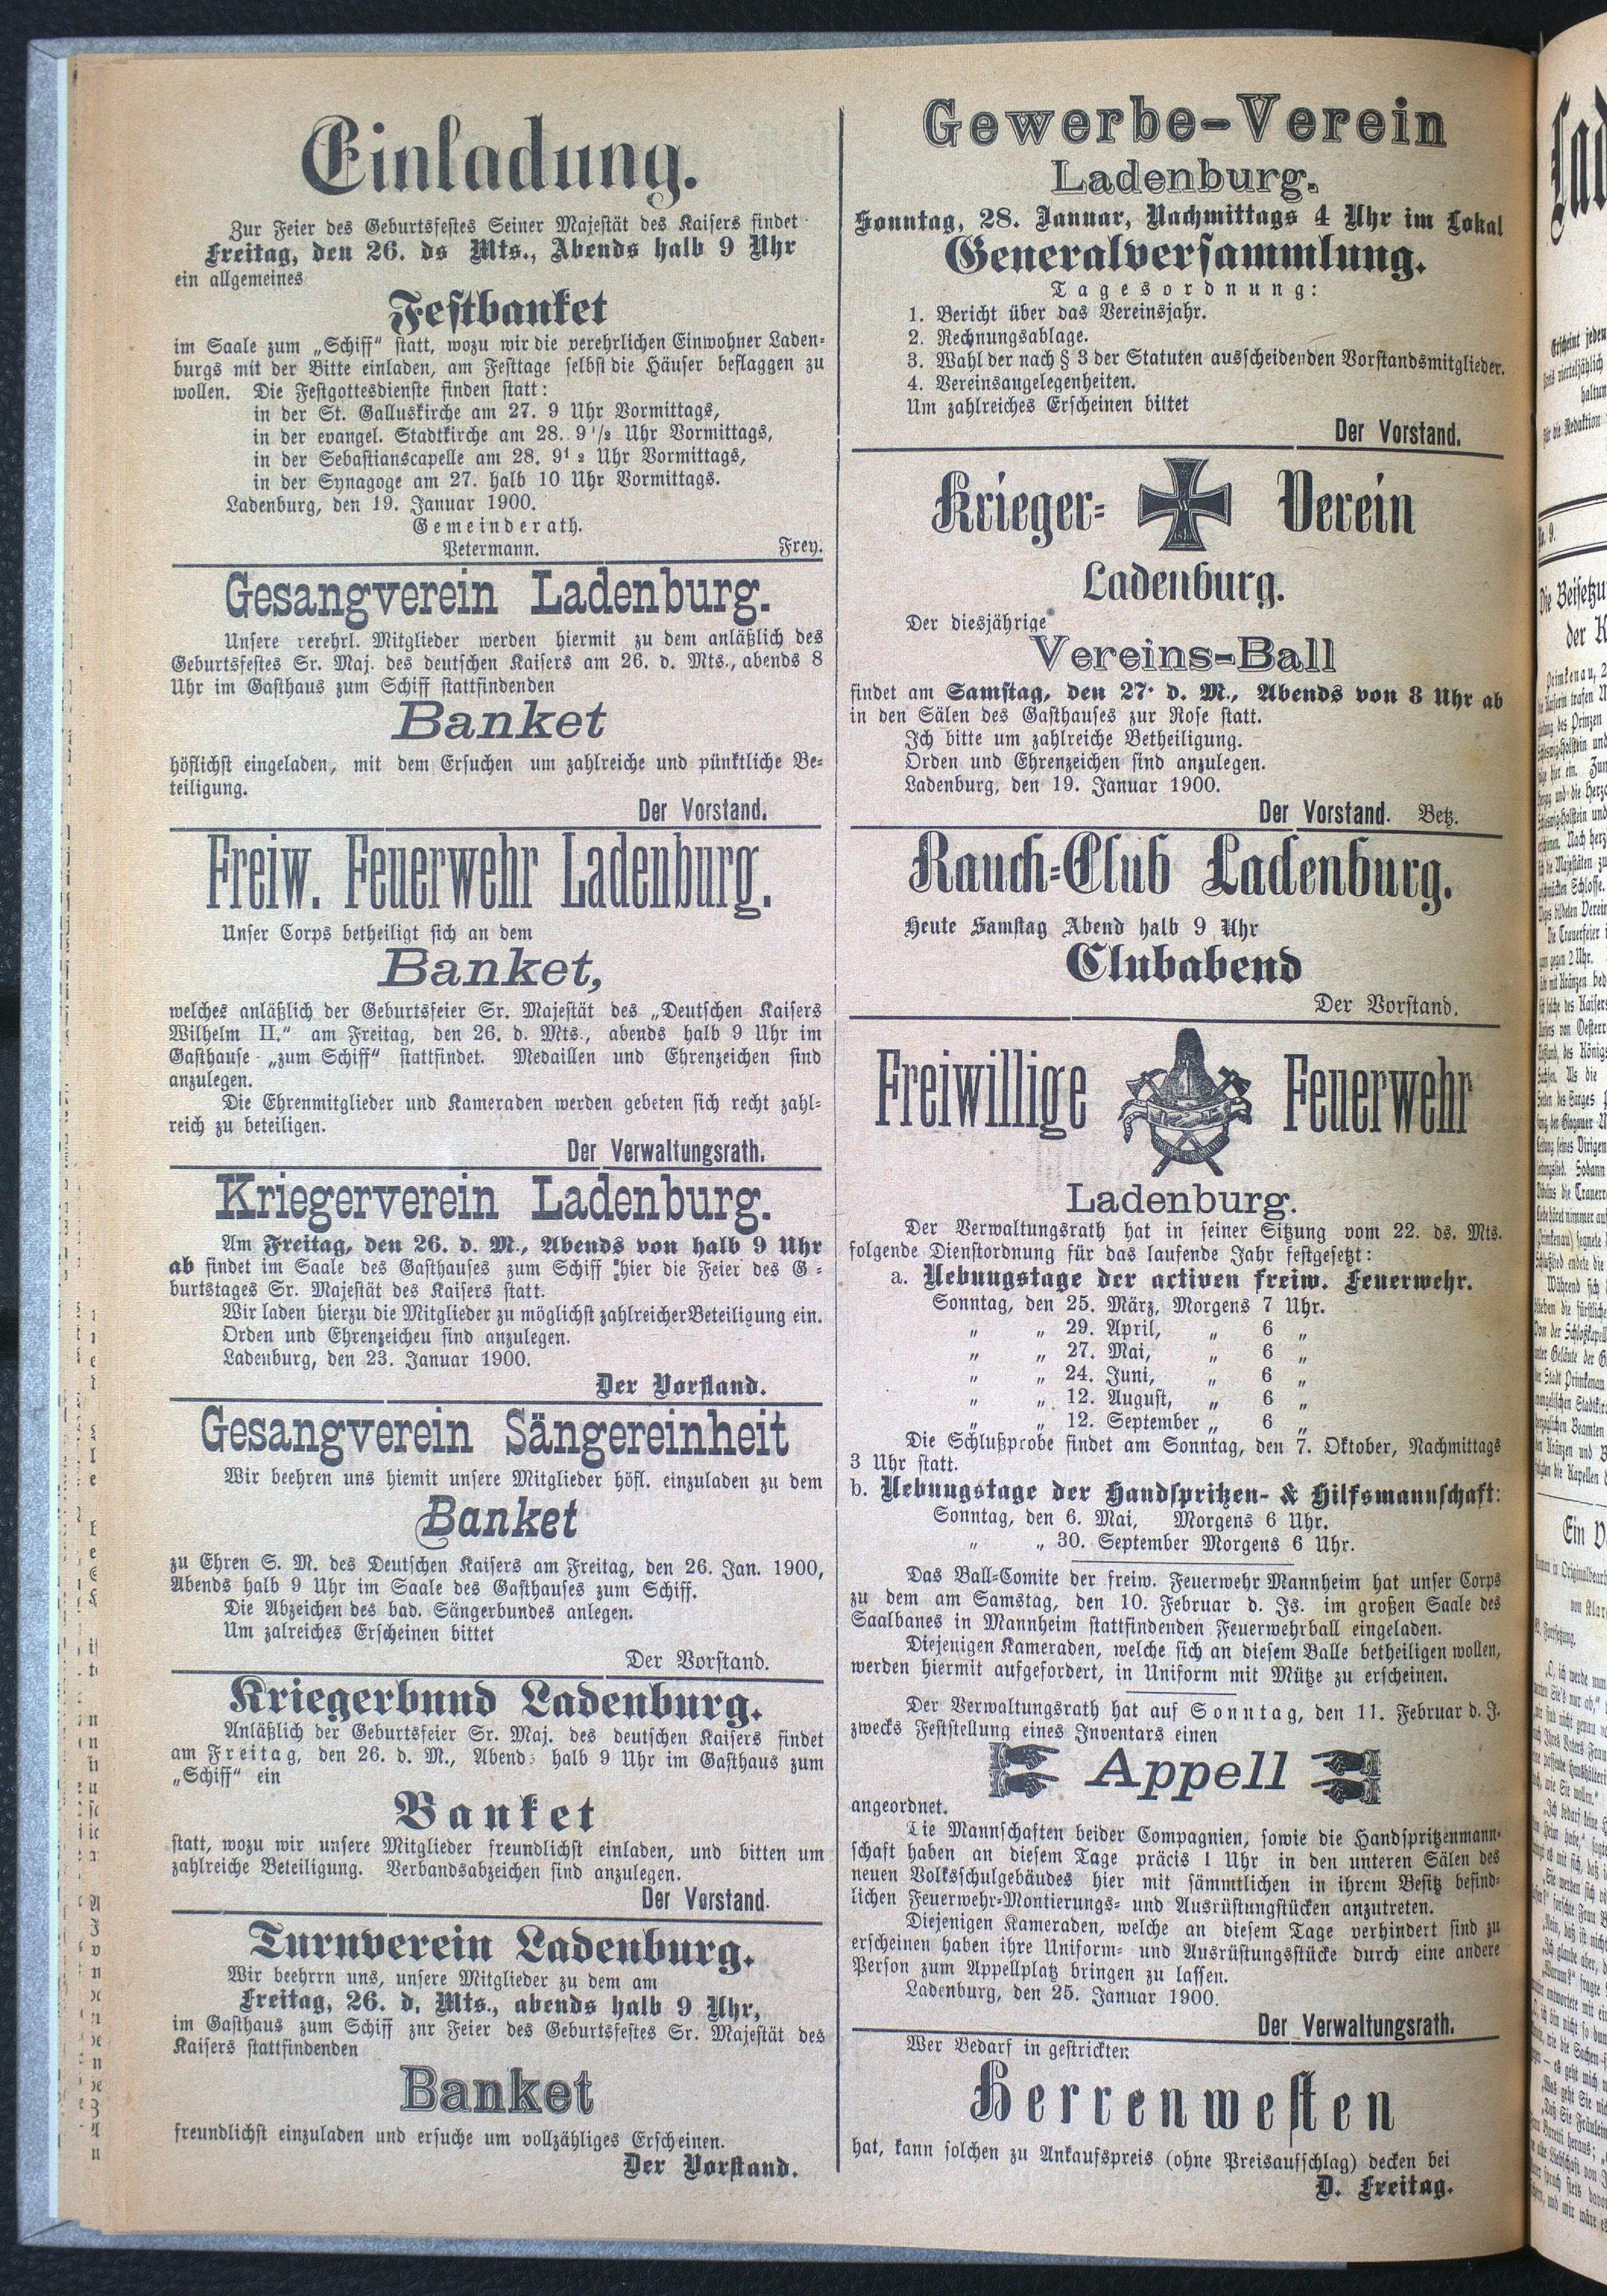 Einladung.
Zur Feier des Geburtsfestes Seiner Majestät des Kaisers findet
Freitag, den 26. ds Mts., Abends halb 9 Uhr
ein allgemeines
Festbanket
im Saale zum „Schiff“ statt, wozu wir die verehrlichen Einwohner Laden-
burgs mit der Bitte einladen, am Festtage selbst die Häuser beflaggen zu
wollen. Die Festgottesdienste finden statt:
in der St. Galluskirche am 27. 9 Uhr Vormittags,
in der evangel. Stadtkirche am 28. 9 1/2 Uhr Vormittags,
in der Sebastianscapelle am 28. 9 1 2 Uhr Vormittags,
in der Synagoge am 27. halb 10 Uhr Vormittags.
Ladenburg, den 19. Januar 1900.
Gemeinderath.
Petermann. Frey.
Gesangverein Ladenburg.
Unsere verehrl. Mitglieder werden hiermit zu dem anläßlich des
Geburtsfestes Sr. Maj. des deutschen Kaisers am 26. d. Mts., abends 8
Uhr im Gasthaus zum Schiff stattfindenden
Banket
höflichst eingeladen, mit dem Ersuchen um zahlreiche und pünktliche Be-
teiligung.
Der Vorstand.
Freiw. Feuerwehr Ladenburg.
Unser Corps betheiligt sich an dem
Banket,
welches anläßlich der Geburtsfeier Sr. Majestät des „Deutschen Kaisers
Wilhelm II.“ am Freitag, den 26. d. Mts., abends halb 9 Uhr im
Gasthause „zum Schiff“ stattfindet. Medaillen und Ehrenzeichen sind
anzulegen.
Die Ehrenmitglieder und Kameraden werden gebeten sich recht zahl-
reich zu beteiligen.
Der Verwaltungsrath.
Kriegerverein Ladenburg.
Am Freitag, den 26. d. M., Abends von halb 9 Uhr
ab findet im Saale des Gasthauses zum Schiff hier die Feier des G -
burtstages Sr. Majestät des Kaisers statt.
Wir laden hierzu die Mitglieder zu möglichst zahlreicher Beteiligung ein.
Orden und Ehrenzeicheu sind anzulegen.
Ladenburg, den 23. Januar 1900.
Der Vorstand.
Gesangverein Sängereinheit
Wir beehren uns hiemit unsere Mitglieder höfl. einzuladen zu dem
Banket
zu Ehren S. M. des Deutschen Kaisers am Freitag, den 26. Jan. 1900,
Abends halb 9 Uhr im Saale des Gasthauses zum Schiff.
Die Abzeichen des bad. Sängerbundes anlegen.
Um zalreiches Erscheinen bittet
Der Vorstand.
Kriegerbund Ladenburg.
Anläßlich der Geburtsfeier Sr. Maj. des deutschen Kaisers findet
am Freitag, den 26. d. M., Abends halb 9 Uhr im Gasthaus zum
„Schiff“ ein
Banket
statt, wozu wir unsere Mitglieder freundlichst einladen, und bitten um
zahlreiche Beteiligung. Verbandsabzeichen sind anzulegen.
Der Vorstand.
Turnverein Ladenburg.
Wir beehrrn uns, unsere Mitglieder zu dem am
Freitag, 26. d. Mts., abends halb 9 Uhr,
im Gasthaus zum Schiff znr Feier des Geburtsfestes Sr. Majestät des
Kaisers stattfindenden
Banket
freundlichst einzuladen und ersuche um vollzähliges Erscheinen.
Der Vorstand.
Gewerbe-Verein
Ladenburg.
Sonntag, 28. Januar, Nachmittags 4 Uhr im Lokal
Generalversammlung.
Tagesordnung:
1. Bericht über das Vereinsjahr.
2. Rechnungsablage.
3. Wahl der nach § 3 der Statuten ausscheidenden Vorstandsmitglieder.
4. Vereinsangelegenheiten.
Um zahlreiches Erscheinen bittet
Der Vorstand.
Krieger- Verein
Ladenburg.
Der diesjährige
Vereins-Ball
findet am Samstag, den 27. d. M., Abends von 8 Uhr ab
in den Sälen des Gasthauses zur Rose statt.
Ich bitte um zahlreiche Betheiligung.
Orden und Ehrenzeichen sind anzulegen.
Ladenburg, den 19. Januar 1900.
Der Vorstand. Betz.
Rauch-Club Ladenburg.
Heute Samstag Abend halb 9 Uhr
Clubabend
Der Vorstand.
Freiwillige Feuerwehr
Ladenburg.
Der Verwaltungsrath hat in seiner Sitzung vom 22. ds. Mts.
folgende Dienstordnung für das laufende Jahr festgesetzt:
a. Uebungstage der activen freiw. Feuerwehr.
Sonntag, den 25. März, Morgens 7 Uhr.
„ „ 29. April, „ 6 „
„ „ 27. Mai, „ 6 „
„ „ 24. Juni, „ 6 „
„ „ 12. August, „ 6 „
„ „ 12. September „ 6 „
Die Schlußprobe findet am Sonntag, den 7. Oktober, Nachmittags
3 Uhr statt.
b. Uebnugstage der Handspritzen- & Hilfsmannschaft:
Sonntag, den 6. Mai, Morgens 6 Uhr.
„ „ 30. September Morgens 6 Uhr.
Das Ball-Comite der freiw. Feuerwehr Mannheim hat unser Corps
zu dem am Samstag, den 10. Februar d. Js. im großen Saale des
Saalbanes in Mannheim stattfindenden Feuerwehrball eingeladen.
Diejenigen Kameraden, welche sich an diesem Balle betheiligen wollen,
werden hiermit aufgefordert, in Uniform mit Mütze zu erscheinen.
Der Verwaltungsrath hat auf Sonntag, den 11. Februar d. J.
zwecks Feststellung eines Inventars einen
Appell
angeordnet.
Die Mannschaften beider Compagnien, sowie die Handspritzenmann-
schaft haben an diesem Tage präcis 1 Uhr in den unteren Sälen des
neuen Volksschulgebäudes hier mit sämmtlichen in ihrem Besitz befind-
lichen Feuerwehr-Montierungs- und Ausrüstungstücken anzutreten.
Diejenigen Kameraden, welche an diesem Tage verhindert sind zu
erscheinen haben ihre Uniform- und Ausrüstungsstücke durch eine andere
Person zum Appellplatz bringen zu lassen.
Ladenburg, den 25. Januar 1900.
Der Verwaltungsrath.
Wer Bedarf in gestrickten
Herrenwesten
hat, kann solchen zu Ankaufspreis (ohne Preisaufschlag) decken bei
D. Freitag.